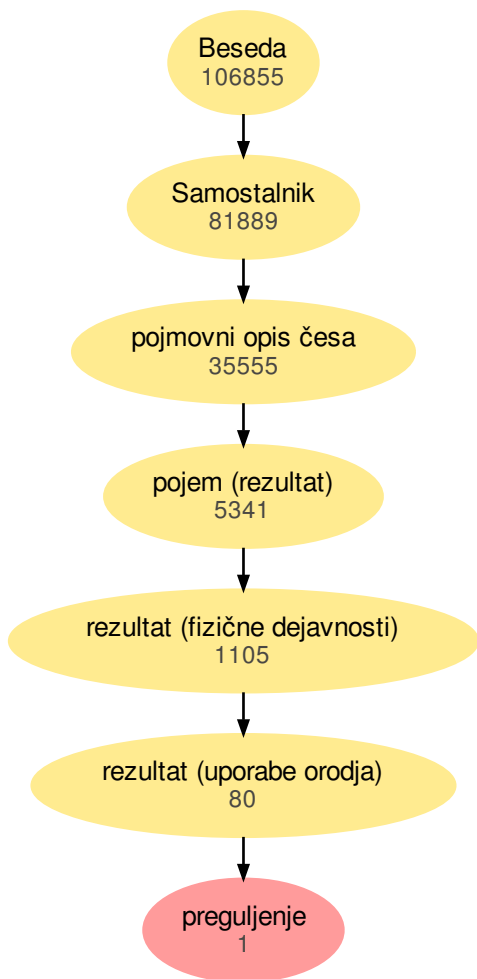 Beseda
106855
Samostalnik
81889
pojmovni opis česa
35555
pojem (rezultat)
5341
rezultat (fizične dejavnosti)
1105
rezultat (uporabe orodja)
80
preguljenje
1